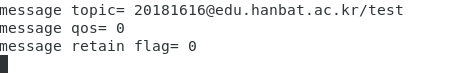 message topic= 20181616@edu.hanbat.ac.kr/test
message qos= 0
message retain flag= 0